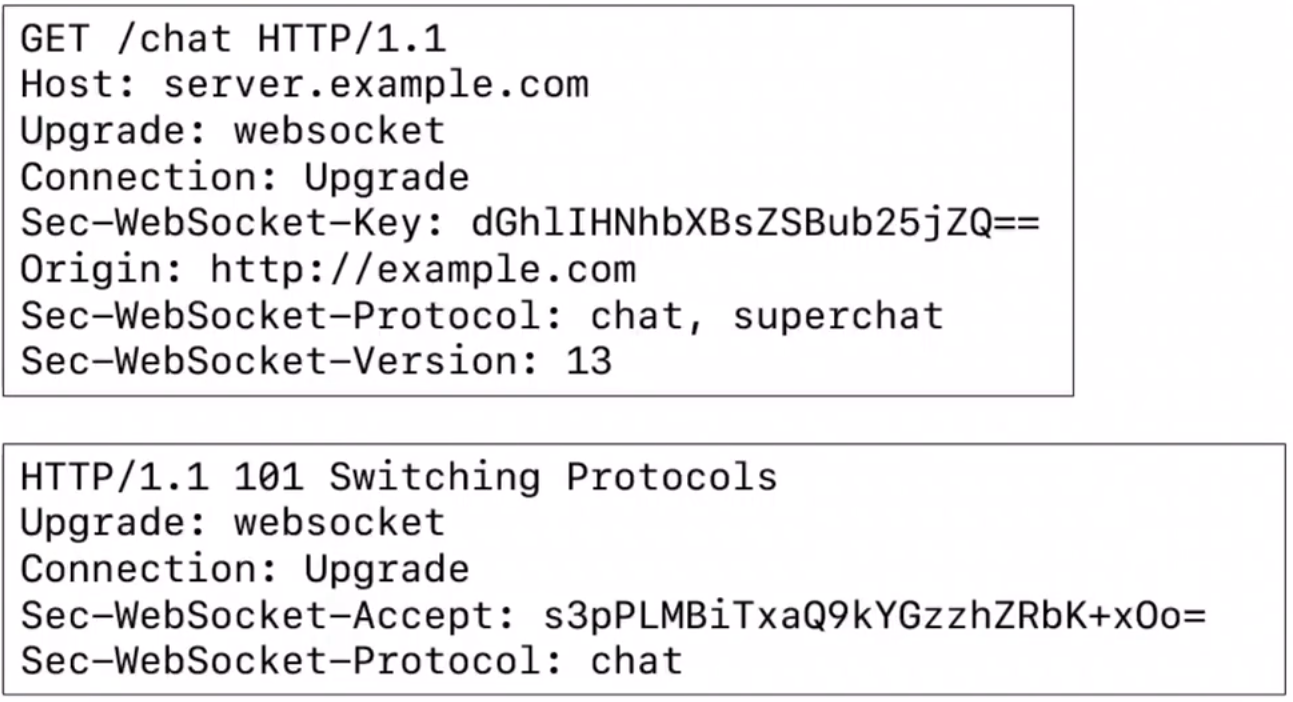 GET /chat HTTP/1.1
Host: server.example.com
Upgrade: websocket
Connection: Upgrade
Sec-WebSocket-Key: dGhlIHNhbXBsZSBub25jZQ==
Origin: http://example.com
Sec-WebSocket-Protocol: chat, superchat
Sec-WebSocket-Version: 13
HTTP/1.1 101 Switching Protocols
Upgrade: websocket
Connection: Upgrade
Sec-WebSocket-Accept: s3pPLMBiTxaQ9kYGzzhZRbK+xOo=
Sec-WebSocket-Protocol: chat